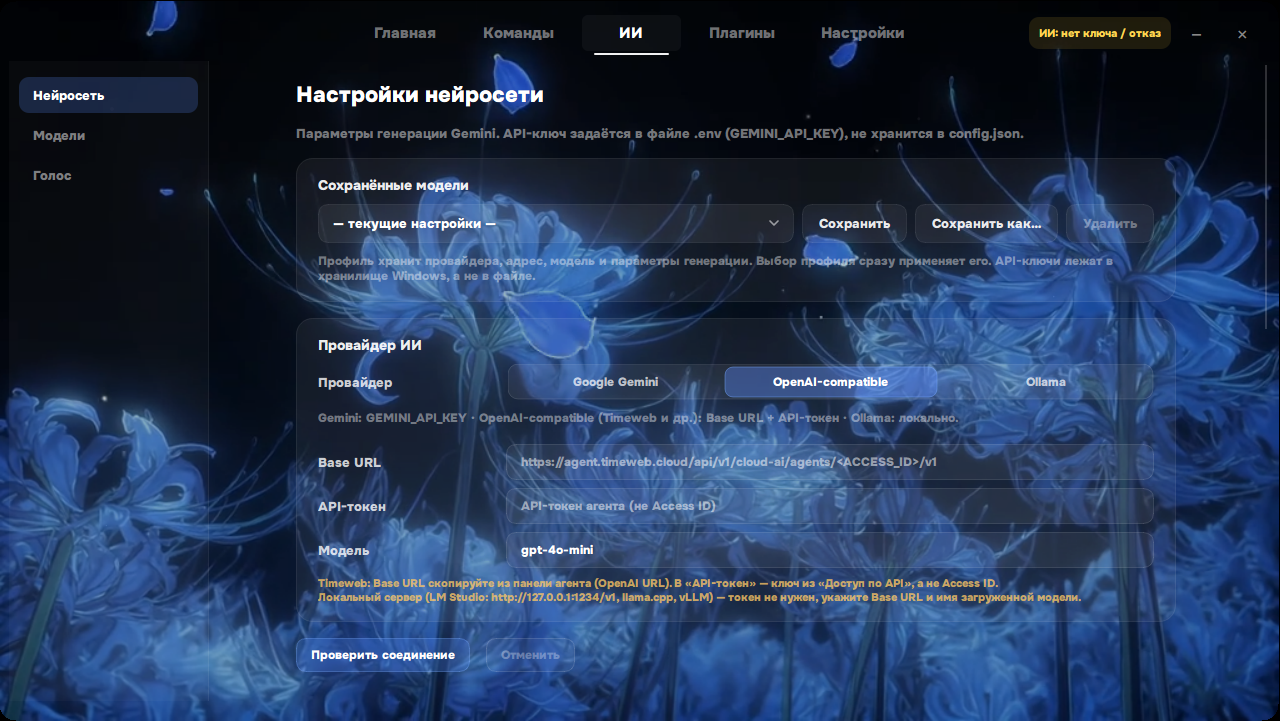 Главная
Команды
ИИ
Плагины
Настройки
ИИ: нет ключа / отказ
Нейросеть
Модели
Голос
Настройки нейросети
Параметры генерации Gemini. API-ключ задаётся в файле .env (GEMINI_API_KEY), не хранится в config.json.
Сохранённые модели
— текущие настройки —
Сохранить
Сохранить как...
Удалить
Профиль хранит провайдера, адрес, модель и параметры генерации. Выбор профиля сразу применяет его. API-ключи лежат в
хранилище Windows, а не в файле.
Провайдер ИИ
Провайдер
Google Gemini
OpenAI-compatible
Ollama
Gemini: GEMINI_API_KEY · OpenAI-compatible (Timeweb и др.): Base URL + API-токен · Ollama: локально.
Base URL
https://agent.timeweb.cloud/api/v1/cloud-ai/agents/<ACCESS_ID>/v1
API-токен
API-токен агента (не Access ID)
Модель
gpt-4o-mini
Timeweb: Base URL скопируйте из панели агента (OpenAI URL). В «API-токен» — ключ из «Доступ по API», а не Access ID.
Локальный сервер (LM Studio: http://127.0.0.1:1234/v1, llama.cpp, vLLM) — токен не нужен, укажите Base URL и имя загруженной модели.
Проверить соединение
Отменить